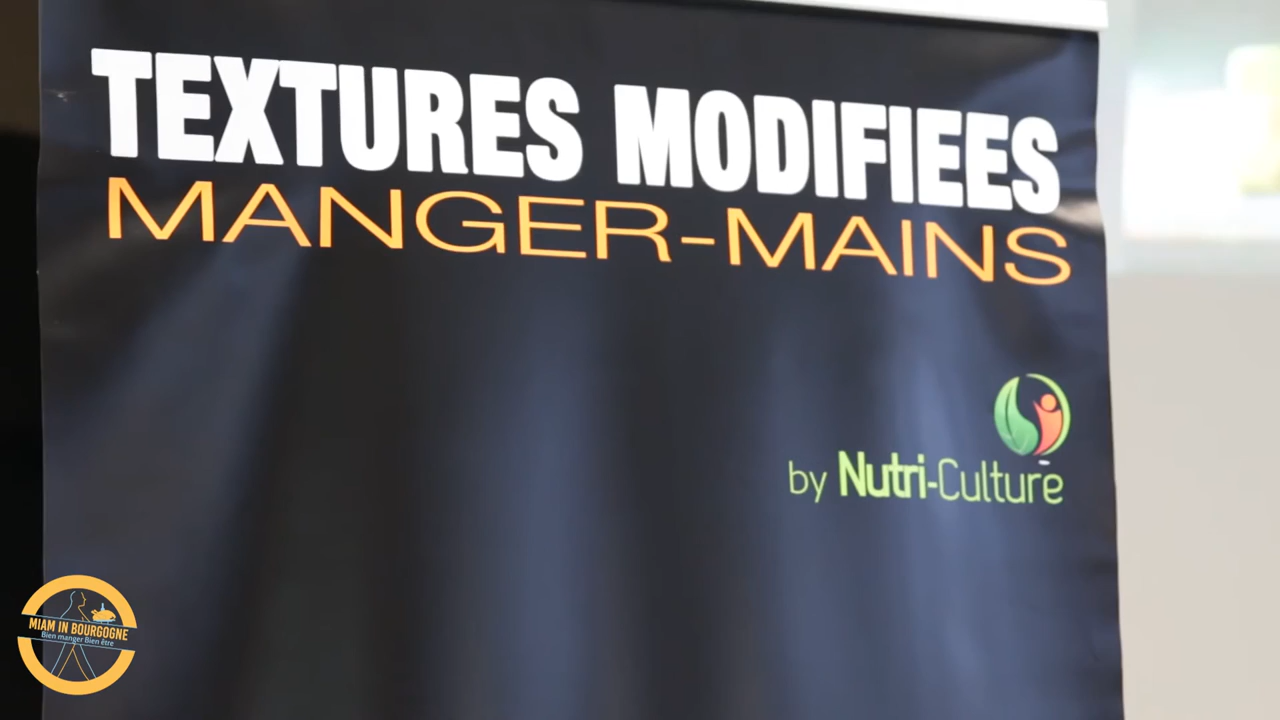 TEXTURES MODIFIEES
MANGER-MAINS
by Nutri-Culture
MIAM IN BOURGOGNE
Bien manger Bien être